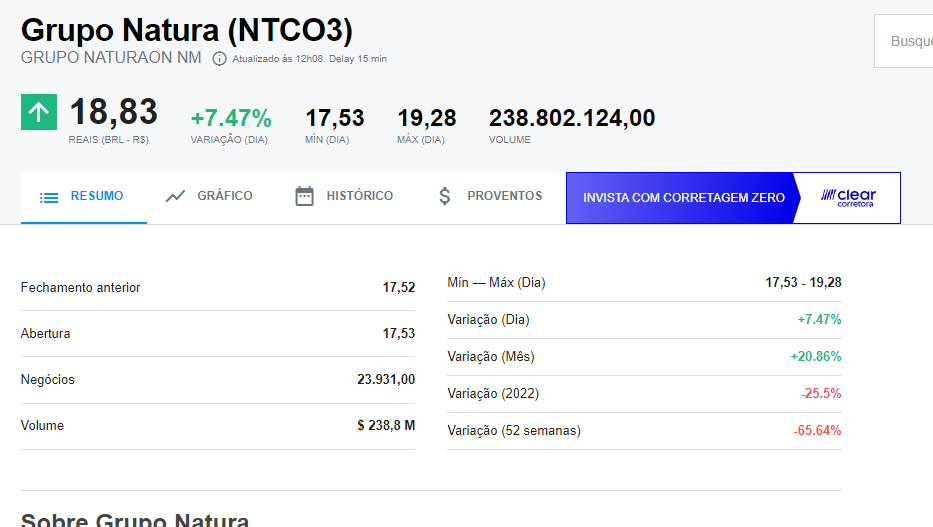 Grupo Natura (NTCO3)
GRUPO NATURAON NM Atualizado às 12h08. Delay 15 min
Busque
18,83
REAIS (BRL - R$)
+7.47%
VARIAÇÃO (DIA)
17,53
MÍN (DIA)
19,28
MÁX (DIA)
238.802.124,00
VOLUME
RESUMO
GRÁFICO
HISTÓRICO
PROVENTOS
INVISTA COM CORRETAGEM ZERO
clear
corretora
Fechamento anterior 17,52
Abertura 17,53
Negócios 23.931,00
Volume $ 238,8 M
Mín — Máx (Dia) 17,53 - 19,28
Variação (Dia) +7.47%
Variação (Mês) +20.86%
Variação (2022) -25.5%
Variação (52 semanas) -65.64%
Sobre Grupo Natura